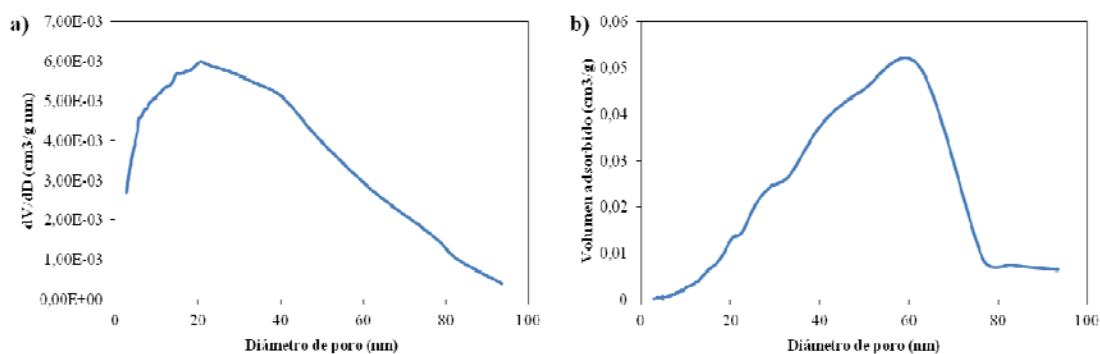 a)
7,00E-03
6,00E-03
5,00E-03
4,00E-03
3,00E-03
2,00E-03
1,00E-03
0,00E+00
dV/dD (cm3/g nm)
0
20
40
60
80
100
Diámetro de poro (nm)
b)
0,06
0,05
0,04
0,03
0,02
0,01
0
Volumen adsorbido (cm3/g)
0
20
40
60
80
100
Diámetro de poro (nm)